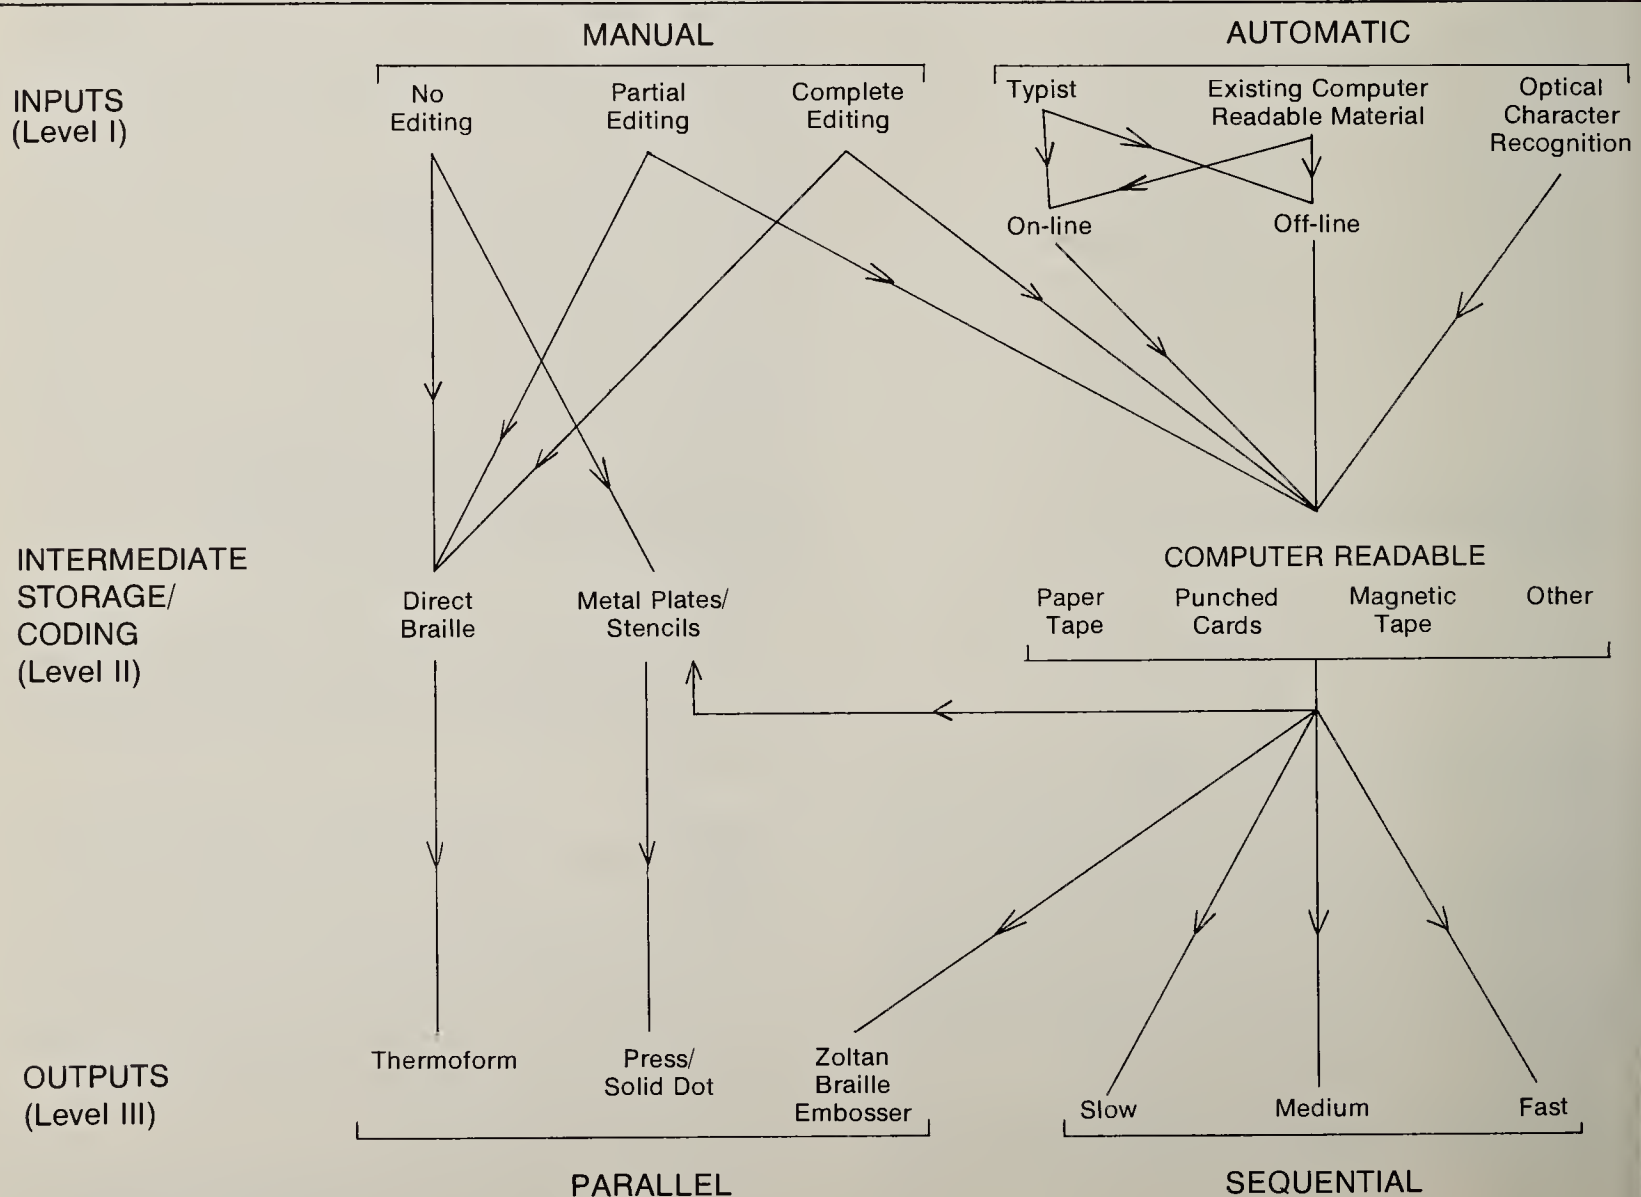 MANUAL
AUTOMATIC
INPUTS
(Level I)
No
Editing
Partial
Editing
Complete
Editing
Typist
Existing Computer
Readable Material
Optical
Character
Recognition
On-line
Off-line
INTERMEDIATE
STORAGE/
CODING
(Level II)
Direct
Braille
Metal Plates/
Stencils
COMPUTER READABLE
Paper
Tape
Punched
Cards
Magnetic
Tape
Other
OUTPUTS
(Level III)
Thermoform
Press/
Solid Dot
Zoltan
Braille
Embosser
Slow
Medium
Fast
PARALLEL
SEQUENTIAL